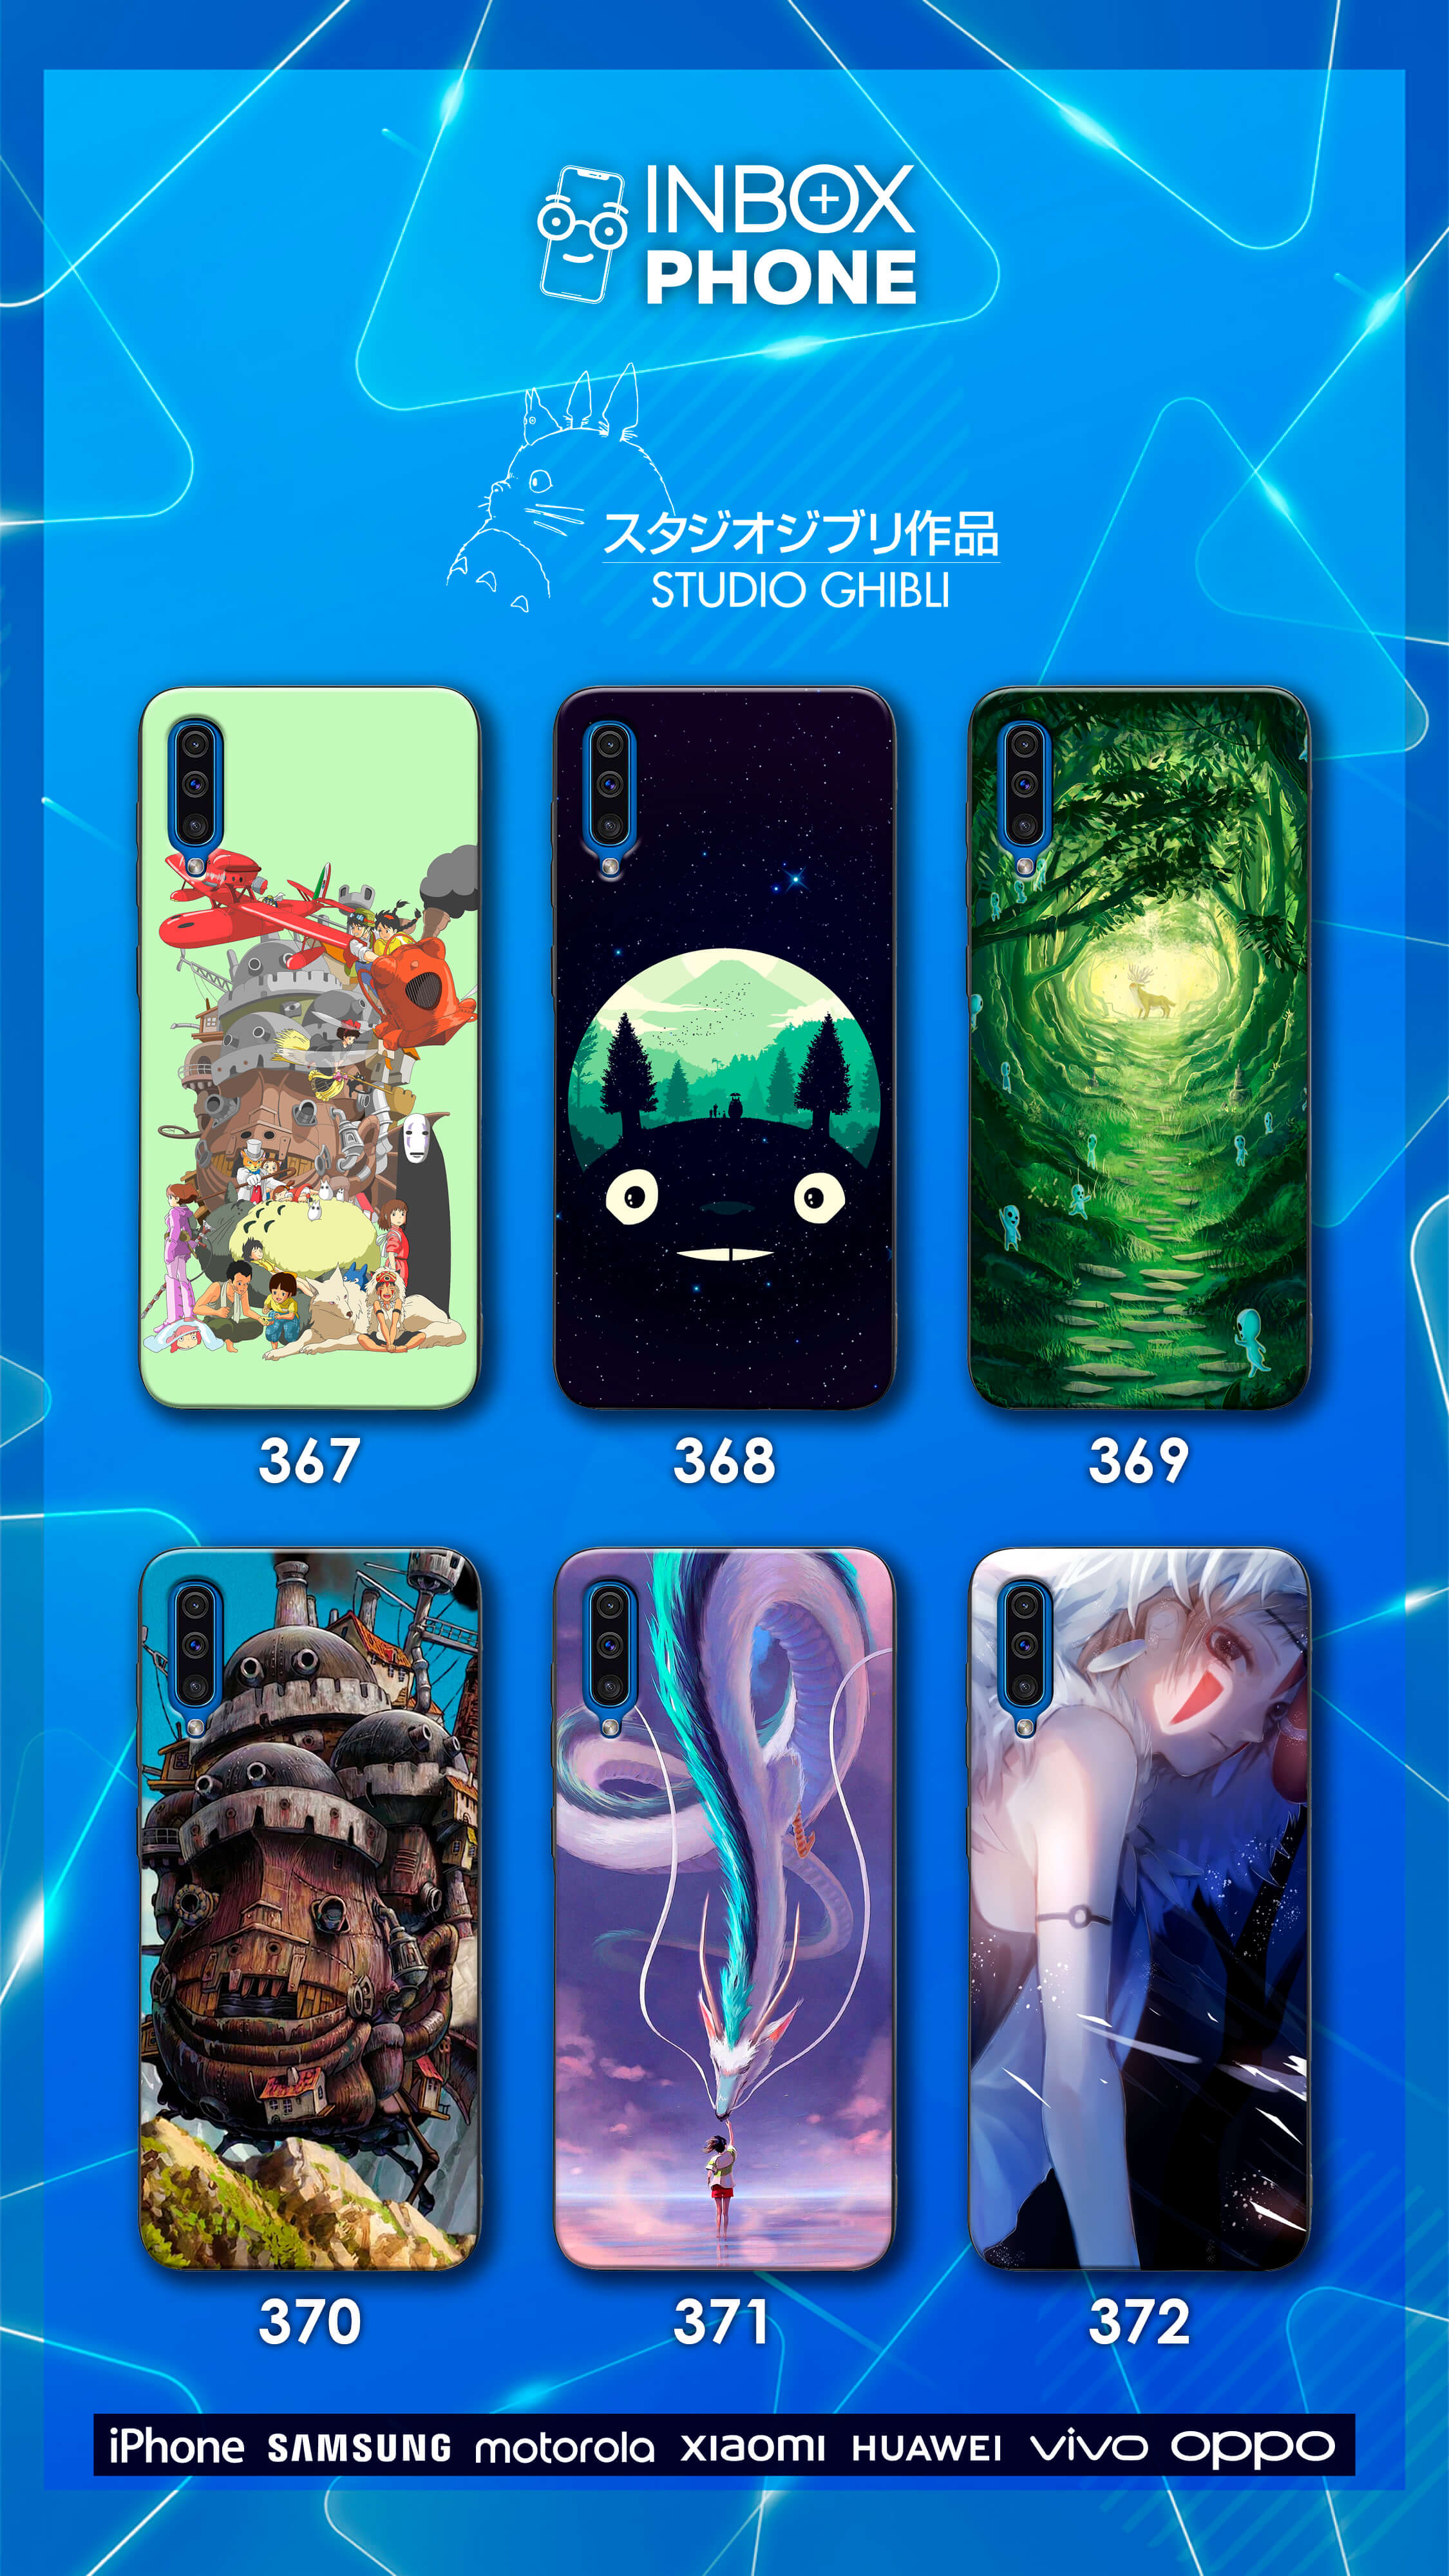 INBOX
PHONE
スタジオジブリ作品
STUDIO GHIBLI
367
368
369
370
371
372
iPhone SAMSUNG motorola xiaomi HUAWEI vivo oppo